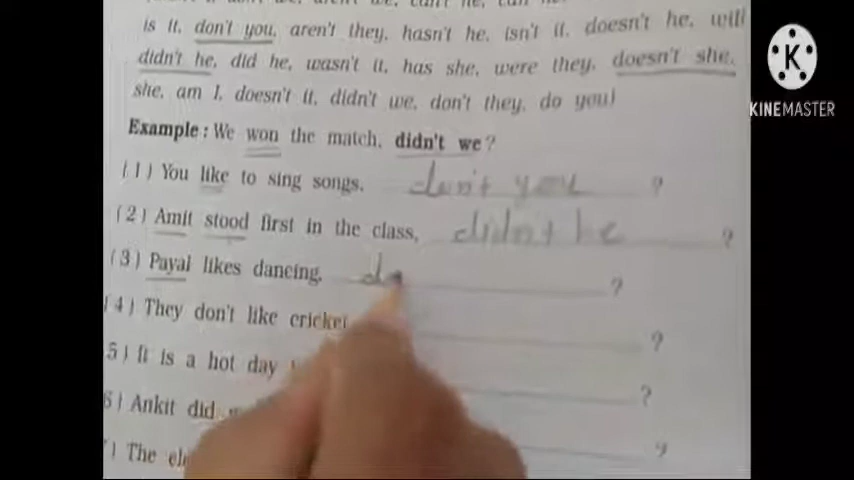 is it, don't you, aren't they, hasn't he, isn't it, doesn't he, will
didn't he, did he, wasn't it, has she, were they, doesn't she,
she, am I, doesn't it, didn't we, don't they, do you)
Example : We won the match, didn't we?
(1) You like to sing songs, don't you ?
(2) Amit stood first in the class, didn't he ?
(3) Payal likes dancing, do ?
(4) They don't like cricket ?
5) It is a hot day ?
6) Ankit did ?
) The
K
KINEMASTER